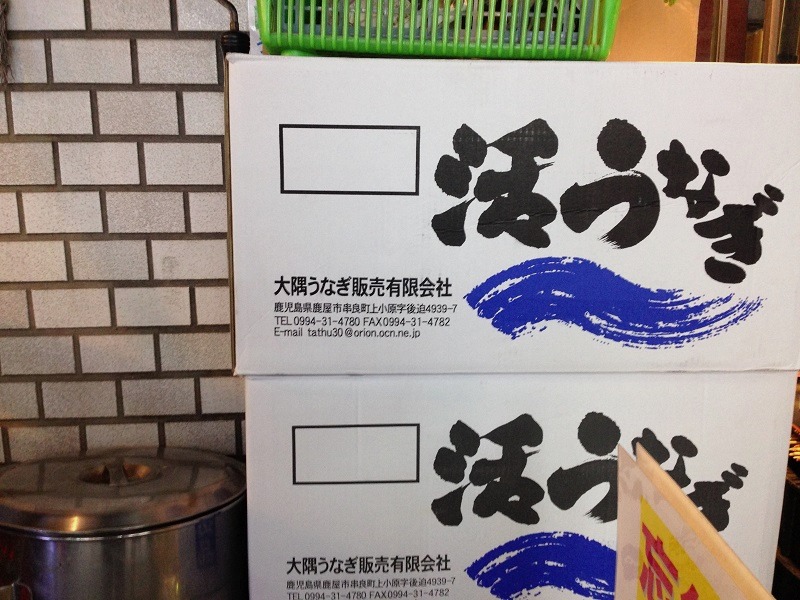 活うなぎ
大隅うなぎ販売有限会社
鹿児島県鹿屋市串良町上小原字後迫4939-7
TEL 0994-31-4780 FAX0994-31-4782
E-mail tathu30@orion.ocn.ne.jp
活うなぎ
大隅うなぎ販売有限会社
鹿児島県鹿屋市串良町上小原字後迫4939-7
TEL 0994-31-4780 FAX0994-31-4782